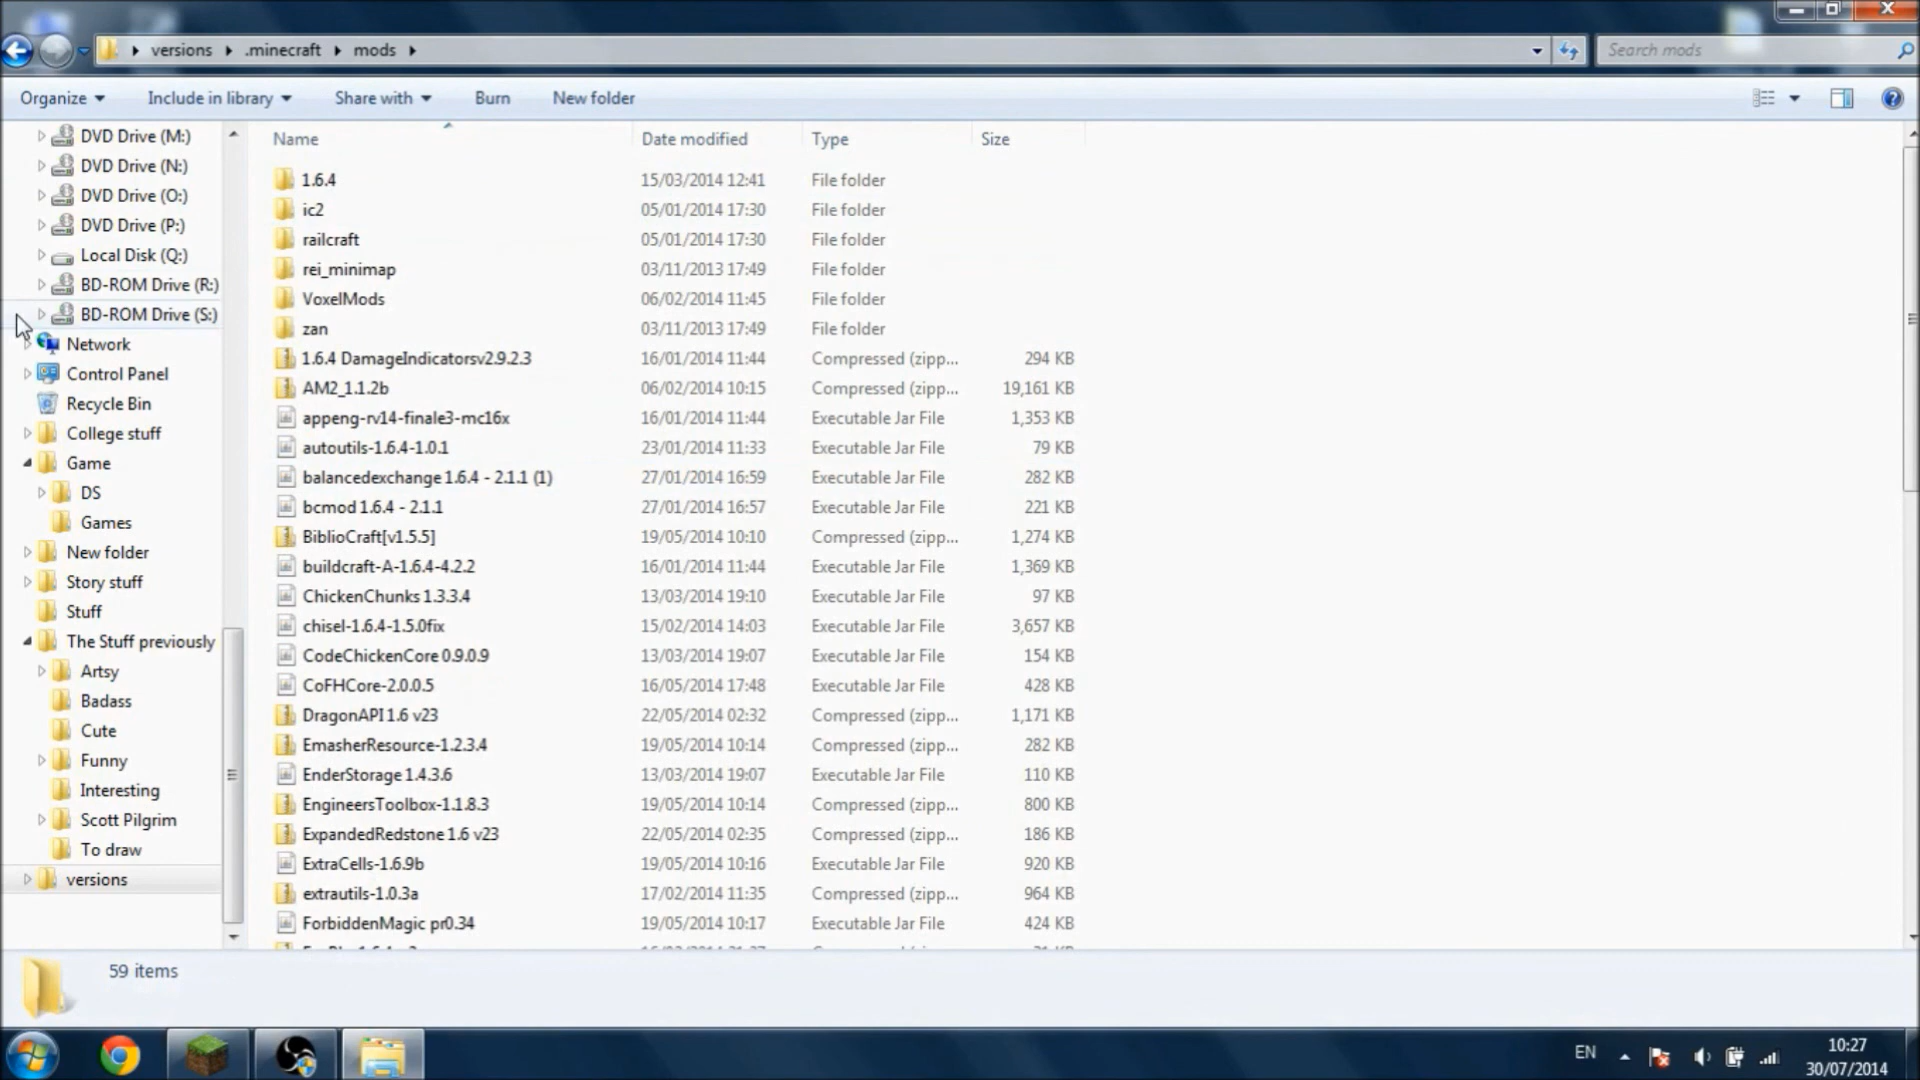 versions .minecraft mods Search mods
Organize Include in library Share with Burn New folder
DVD Drive (M:)
DVD Drive (N:)
DVD Drive (O:)
DVD Drive (P:)
Local Disk (Q:)
BD-ROM Drive (R:)
BD-ROM Drive (S:)
Network
Control Panel
Recycle Bin
College stuff
Game
DS
Games
New folder
Story stuff
Stuff
The Stuff previously
Artsy
Badass
Cute
Funny
Interesting
Scott Pilgrim
To draw
versions
Name Date modified Type Size
1.6.4 15/03/2014 12:41 File folder
ic2 05/01/2014 17:30 File folder
railcraft 05/01/2014 17:30 File folder
rei_minimap 03/11/2013 17:49 File folder
VoxelMods 06/02/2014 11:45 File folder
zan 03/11/2013 17:49 File folder
1.6.4 DamageIndicatorsv2.9.2.3 16/01/2014 11:44 Compressed (zipp... 294 KB
AM2_1.1.2b 06/02/2014 10:15 Compressed (zipp... 19,161 KB
appeng-rv14-finale3-mc16x 16/01/2014 11:44 Executable Jar File 1,353 KB
autoutils-1.6.4-1.0.1 23/01/2014 11:33 Executable Jar File 79 KB
balancedexchange 1.6.4 - 2.1.1 (1) 27/01/2014 16:59 Executable Jar File 282 KB
bcmod 1.6.4 - 2.1.1 27/01/2014 16:57 Executable Jar File 221 KB
BiblioCraft[v1.5.5] 19/05/2014 10:10 Compressed (zipp... 1,274 KB
buildcraft-A-1.6.4-4.2.2 16/01/2014 11:44 Executable Jar File 1,369 KB
ChickenChunks 1.3.3.4 13/03/2014 19:10 Executable Jar File 97 KB
chisel-1.6.4-1.5.0fix 15/02/2014 14:03 Executable Jar File 3,657 KB
CodeChickenCore 0.9.0.9 13/03/2014 19:07 Executable Jar File 154 KB
CoFHCore-2.0.0.5 16/05/2014 17:48 Executable Jar File 428 KB
DragonAPI 1.6 v23 22/05/2014 02:32 Compressed (zipp... 1,171 KB
EmasherResource-1.2.3.4 19/05/2014 10:14 Compressed (zipp... 282 KB
EnderStorage 1.4.3.6 13/03/2014 19:07 Executable Jar File 110 KB
EngineersToolbox-1.1.8.3 19/05/2014 10:14 Compressed (zipp... 800 KB
ExpandedRedstone 1.6 v23 22/05/2014 02:35 Compressed (zipp... 186 KB
ExtraCells-1.6.9b 19/05/2014 10:16 Executable Jar File 920 KB
extrautils-1.0.3a 17/02/2014 11:35 Compressed (zipp... 964 KB
ForbiddenMagic pr0.34 19/05/2014 10:17 Executable Jar File 424 KB
59 items
EN 10:27
30/07/2014